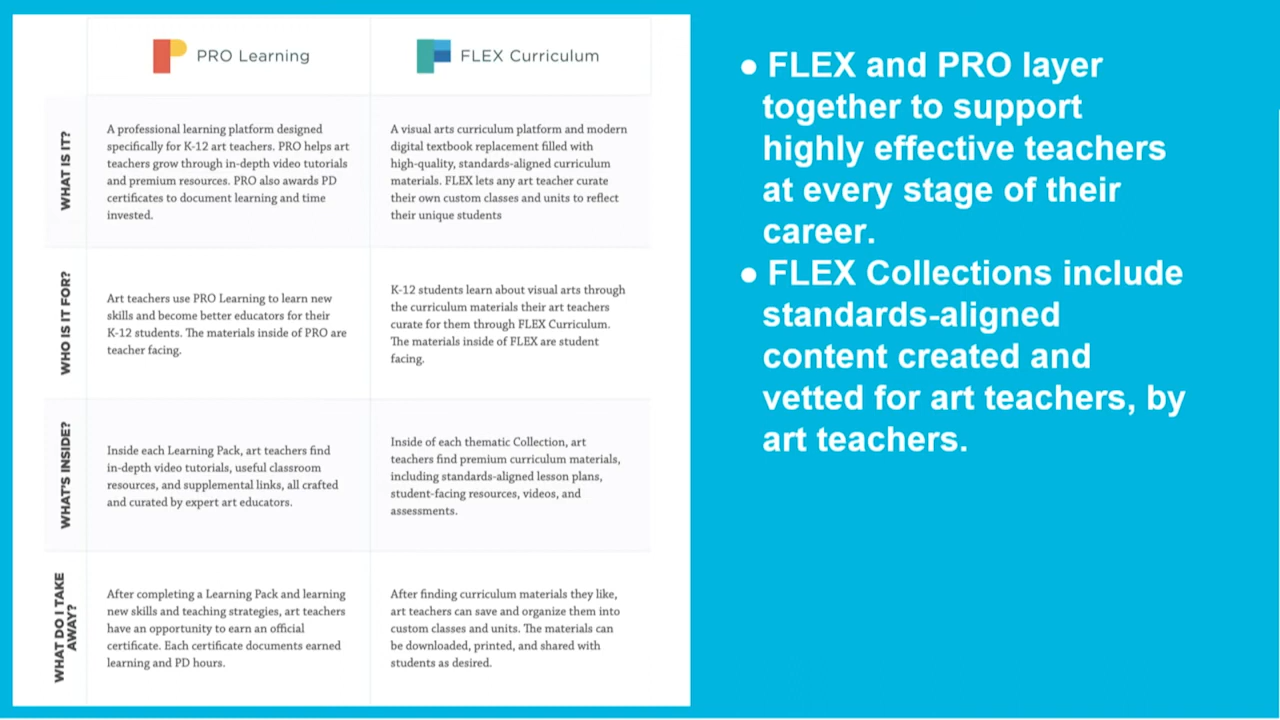 PRO Learning
FLEX Curriculum
WHAT IS IT?
A professional learning platform designed
specifically for K-12 art teachers. PRO helps art
teachers grow through in-depth video tutorials
and premium resources. PRO also awards PD
certificates to document learning and time
invested.
A visual arts curriculum platform and modern
digital textbook replacement filled with
high-quality, standards-aligned curriculum
materials. FLEX lets any art teacher curate
their own custom classes and units to reflect
their unique students
WHO IS IT FOR?
Art teachers use PRO Learning to learn new
skills and become better educators for their
K-12 students. The materials inside of PRO are
teacher facing.
K-12 students learn about visual arts through
the curriculum materials their art teachers
curate for them through FLEX Curriculum.
The materials inside of FLEX are student
facing.
WHAT'S INSIDE?
Inside each Learning Pack, art teachers find
in-depth video tutorials, useful classroom
resources, and supplemental links, all crafted
and curated by expert art educators.
Inside of each thematic Collection, art
teachers find premium curriculum materials,
including standards-aligned lesson plans,
student-facing resources, videos, and
assessments.
WHAT DO I TAKE
AWAY?
After completing a Learning Pack and learning
new skills and teaching strategies, art teachers
have an opportunity to earn an official
certificate. Each certificate documents earned
learning and PD hours.
After finding curriculum materials they like,
art teachers can save and organize them into
custom classes and units. The materials can
be downloaded, printed, and shared with
students as desired.
● FLEX and PRO layer
together to support
highly effective teachers
at every stage of their
career.
● FLEX Collections include
standards-aligned
content created and
vetted for art teachers, by
art teachers.